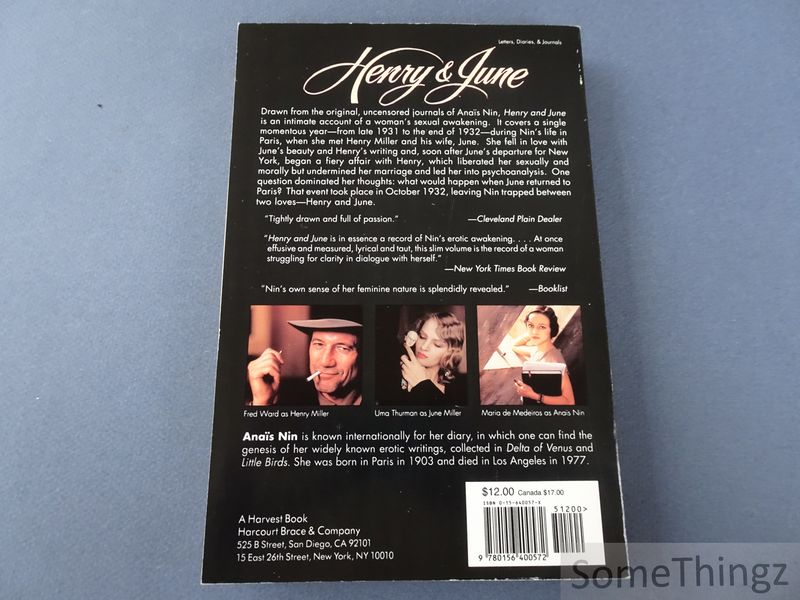 Letters, Diaries, & Journals
Henry & June
Drawn from the original, uncensored journals of Anaïs Nin, Henry and June
is an intimate account of a woman's sexual awakening. It covers a single
momentous year—from late 1931 to the end of 1932—during Nin's life in
Paris, when she met Henry Miller and his wife, June. She fell in love with
June's beauty and Henry's writing and, soon after June's departure for New
York, began a fiery affair with Henry, which liberated her sexually and
morally but undermined her marriage and led her into psychoanalysis. One
question dominated her thoughts: what would happen when June returned to
Paris? That event took place in October 1932, leaving Nin trapped between
two loves—Henry and June.
"Tightly drawn and full of passion." —Cleveland Plain Dealer
"Henry and June is in essence a record of Nin's erotic awakening. . . . At once
effusive and measured, lyrical and taut, this slim volume is the record of a woman
struggling for clarity in dialogue with herself."
—New York Times Book Review
"Nin's own sense of her feminine nature is splendidly revealed." —Booklist
Fred Ward as Henry Miller
Uma Thurman as June Miller
Maria de Medeiros as Anaïs Nin
Anaïs Nin is known internationally for her diary, in which one can find the
genesis of her widely known erotic writings, collected in Delta of Venus and
Little Birds. She was born in Paris in 1903 and died in Los Angeles in 1977.
$12.00 Canada $17.00
ISBN 0-15-640057-X
51200>
9 780156 400572
A Harvest Book
Harcourt Brace & Company
525 B Street, San Diego, CA 92101
15 East 26th Street, New York, NY 10010
SomeThingz